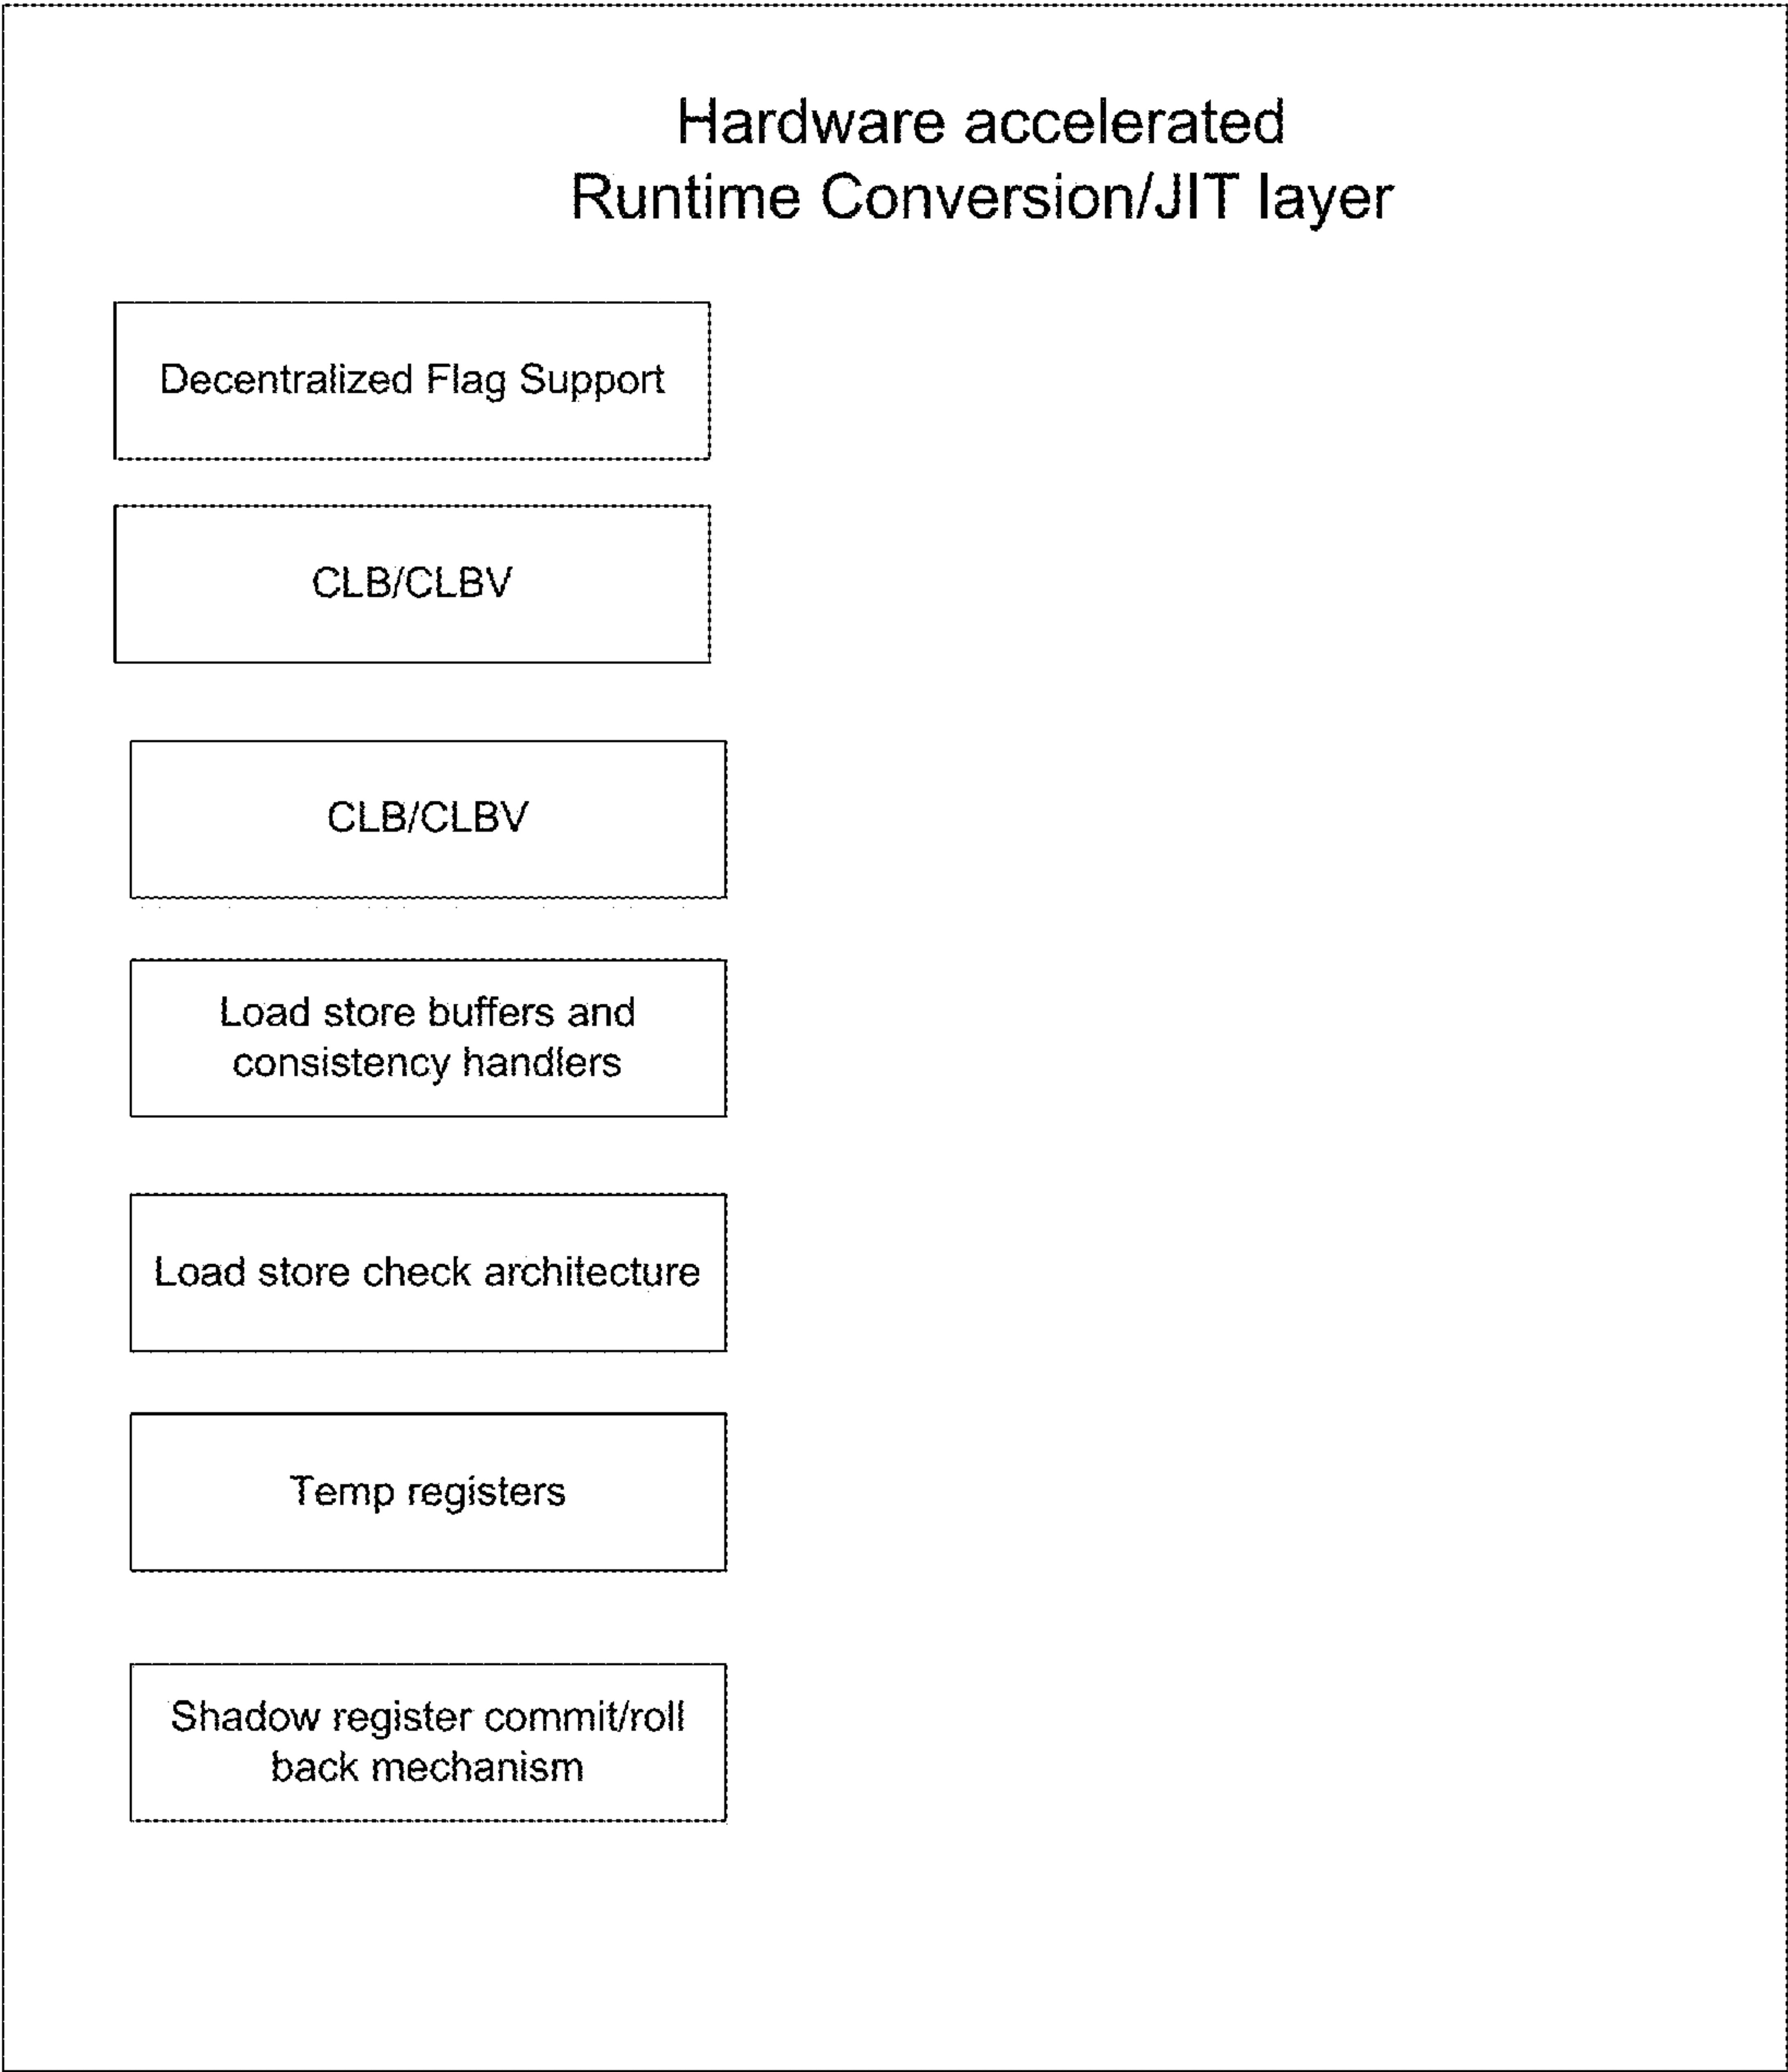 Hardware accelerated
Runtime Conversion/JIT layer
Decentralized Flag Support
CLB/CLBV
CLB/CLBV
Load store buffers and
consistency handlers
Load store check architecture
Temp registers
Shadow register commit/roll
back mechanism